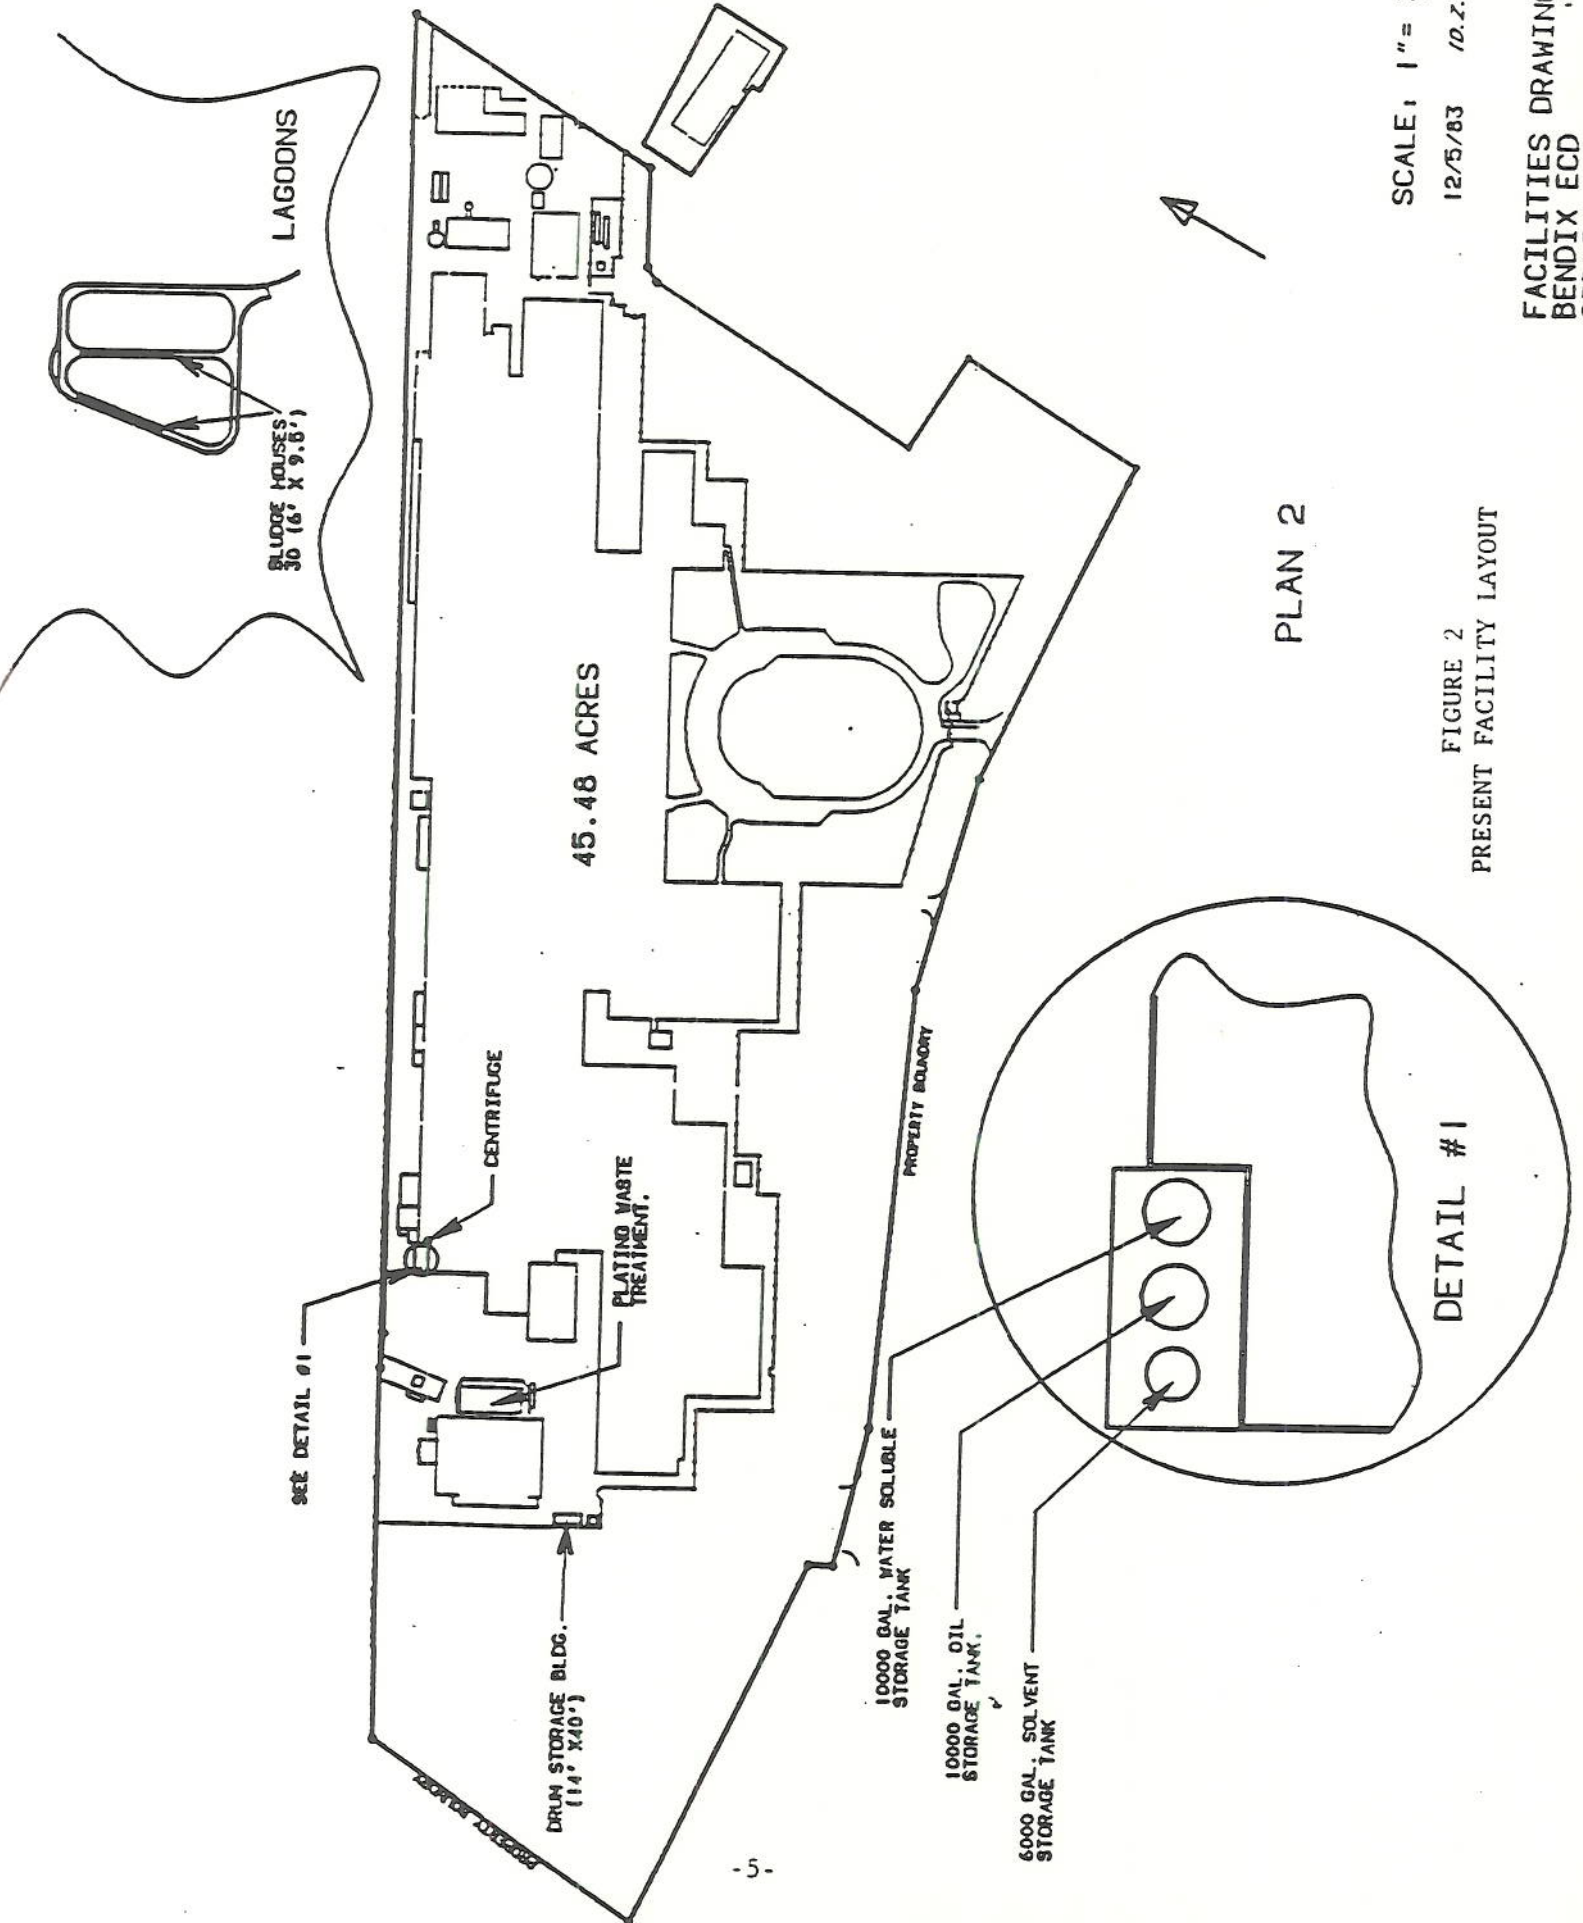 LAGOONS
SLUDGE HOUSES
30 (6' X 9.5')
45.48 ACRES
SEE DETAIL #1
CENTRIFUGE
PLATING WASTE
TREATMENT.
DRUM STORAGE BLDG.
(14' X40')
PROPERTY BOUNDRY
PROPERTY BOUNDRY
10000 GAL. WATER SOLUBLE
STORAGE TANK
10000 GAL. OIL
STORAGE TANK.
6000 GAL. SOLVENT
STORAGE TANK
DETAIL #1
PLAN 2
FIGURE 2
PRESENT FACILITY LAYOUT
SCALE: 1"=
12/5/83
FACILITIES DRAWING
BENDIX ECD
-5-